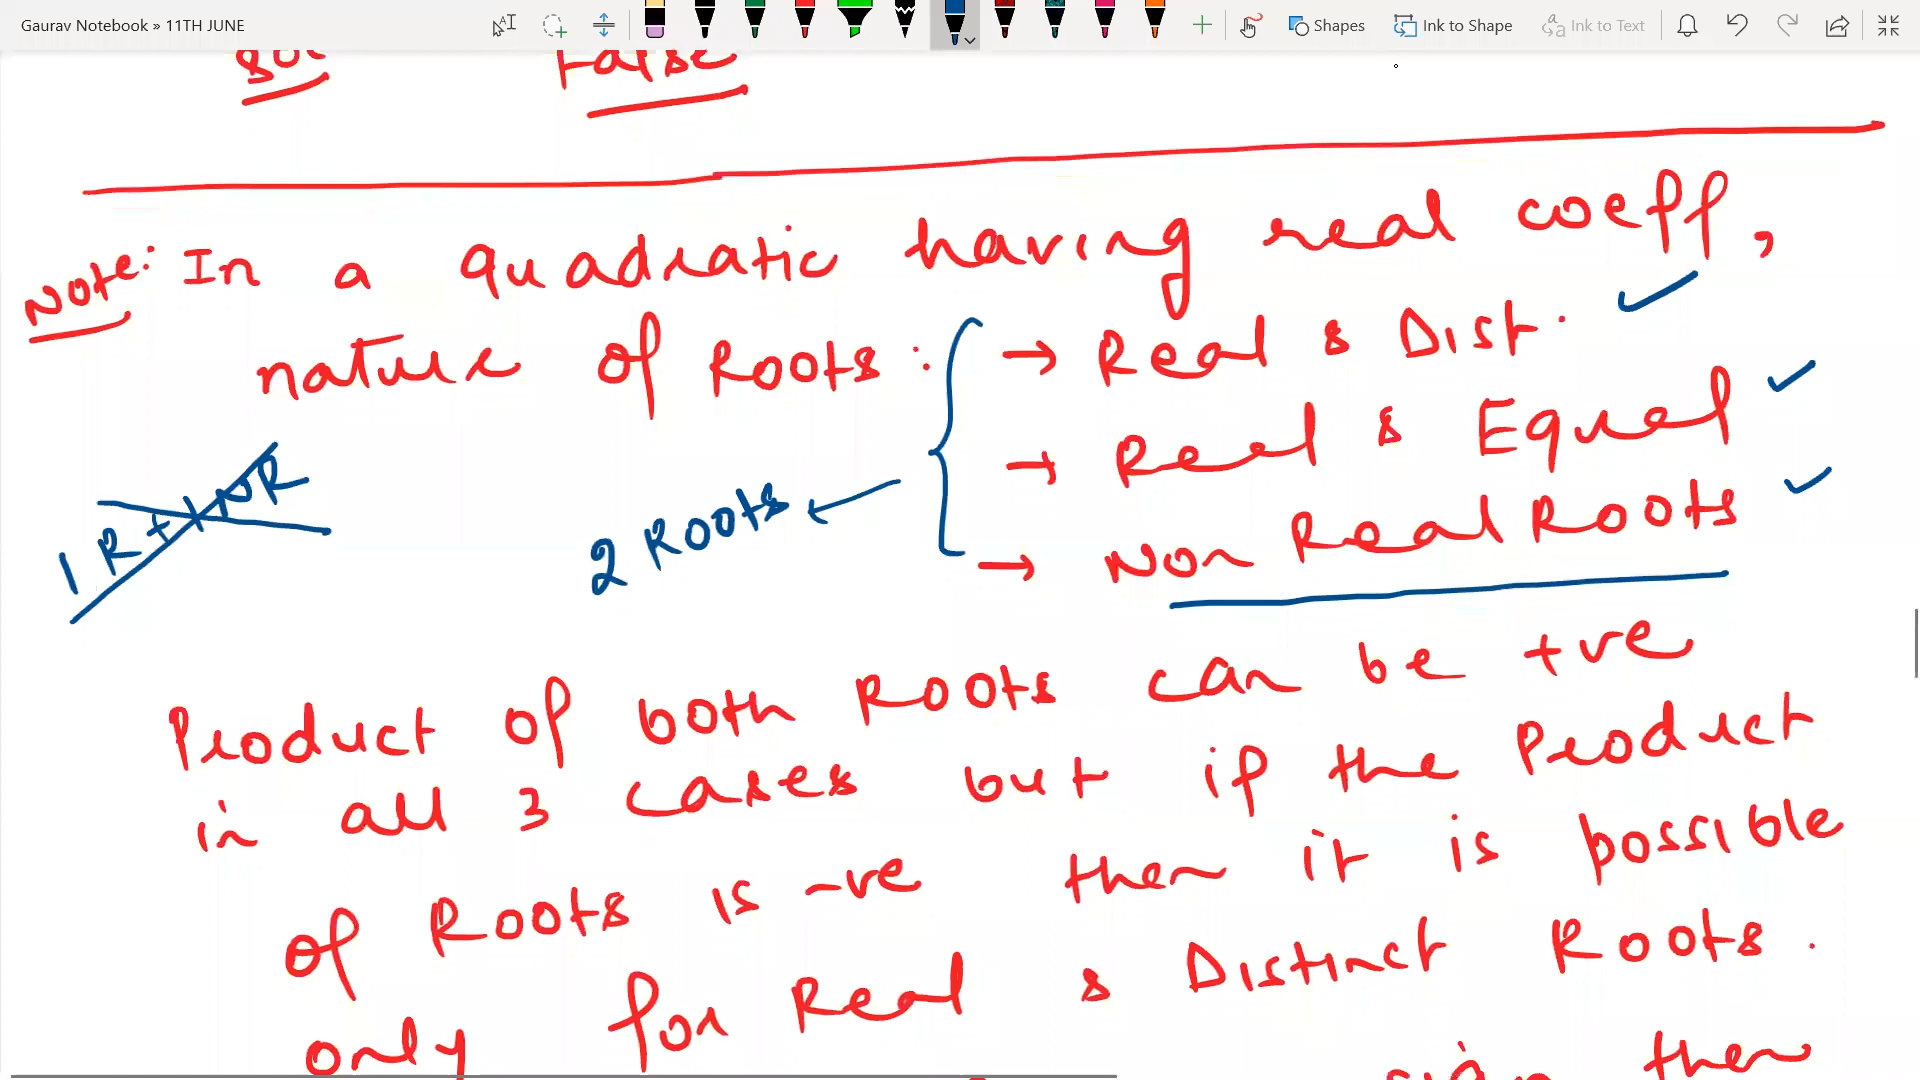 Gaurav Notebook » 11TH JUNE
Shapes
Ink to Shape
Ink to Text
Sol False
Note: In a quadratic having real coeff,
nature of Roots: → Real & Dist.
→ Real & Equal
→ Non Real Roots
2 Roots ←
1 R + 1 NR
Product of both Roots can be +ve
in all 3 cases but if the Product
of Roots is -ve then it is possible
only for Real & Distinct Roots.
sign then